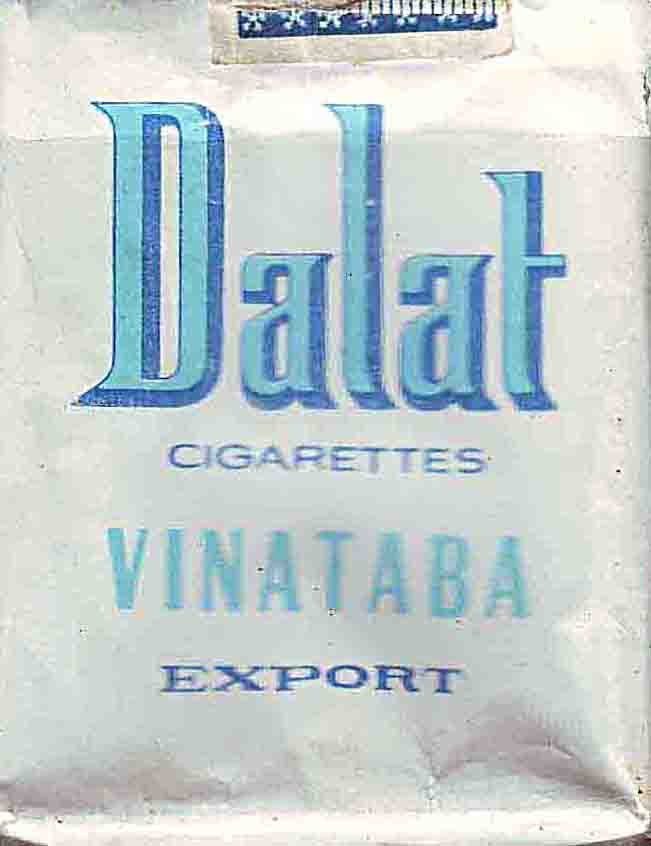 Dalat
CIGARETTES
VINATABA
EXPORT